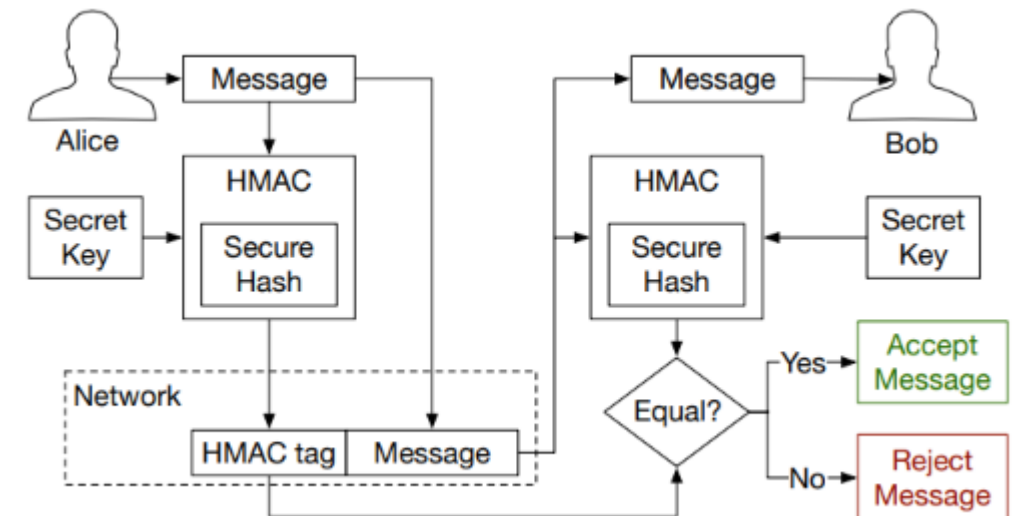 Message
Message
Alice
Bob
HMAC
HMAC
Secret
Key
Secure
Hash
Secure
Hash
Secret
Key
Network
Equal?
Yes
Accept
Message
HMAC tag
Message
No
Reject
Message